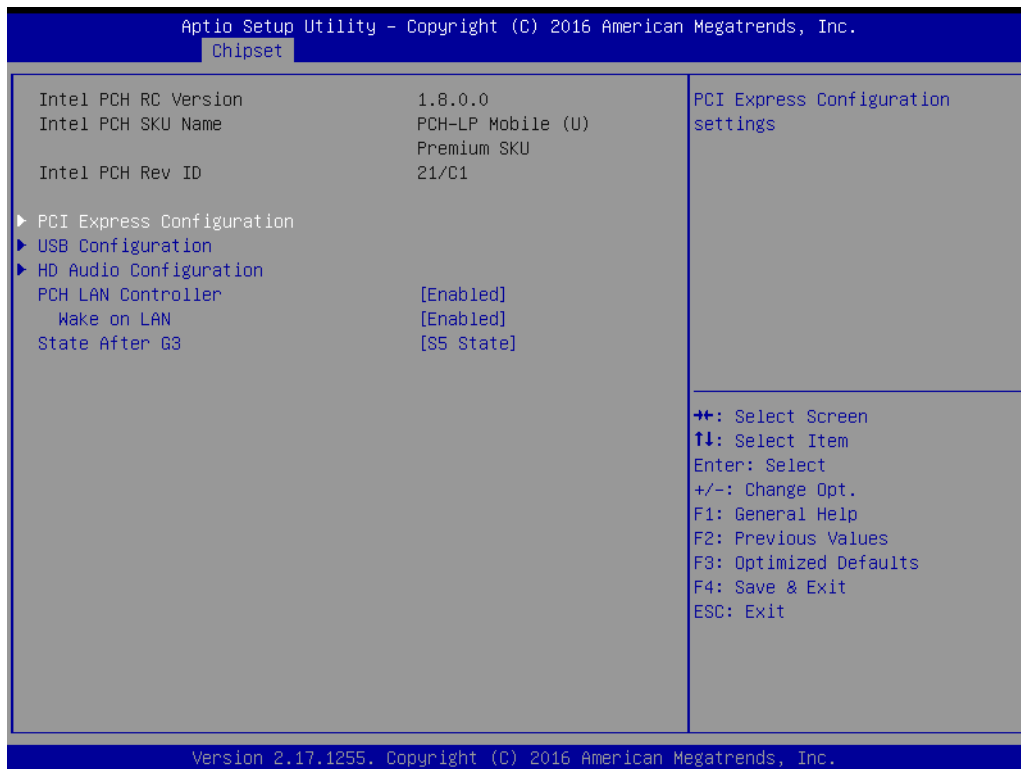 Aptio Setup Utility – Copyright (C) 2016 American Megatrends, Inc.
Chipset
Intel PCH RC Version 1.8.0.0
Intel PCH SKU Name PCH-LP Mobile (U)
Premium SKU
Intel PCH Rev ID 21/C1
▶ PCI Express Configuration
▶ USB Configuration
▶ HD Audio Configuration
PCH LAN Controller [Enabled]
Wake on LAN [Enabled]
State After G3 [S5 State]
PCI Express Configuration
settings
→←: Select Screen
↑↓: Select Item
Enter: Select
+/-: Change Opt.
F1: General Help
F2: Previous Values
F3: Optimized Defaults
F4: Save & Exit
ESC: Exit
Version 2.17.1255. Copyright (C) 2016 American Megatrends, Inc.